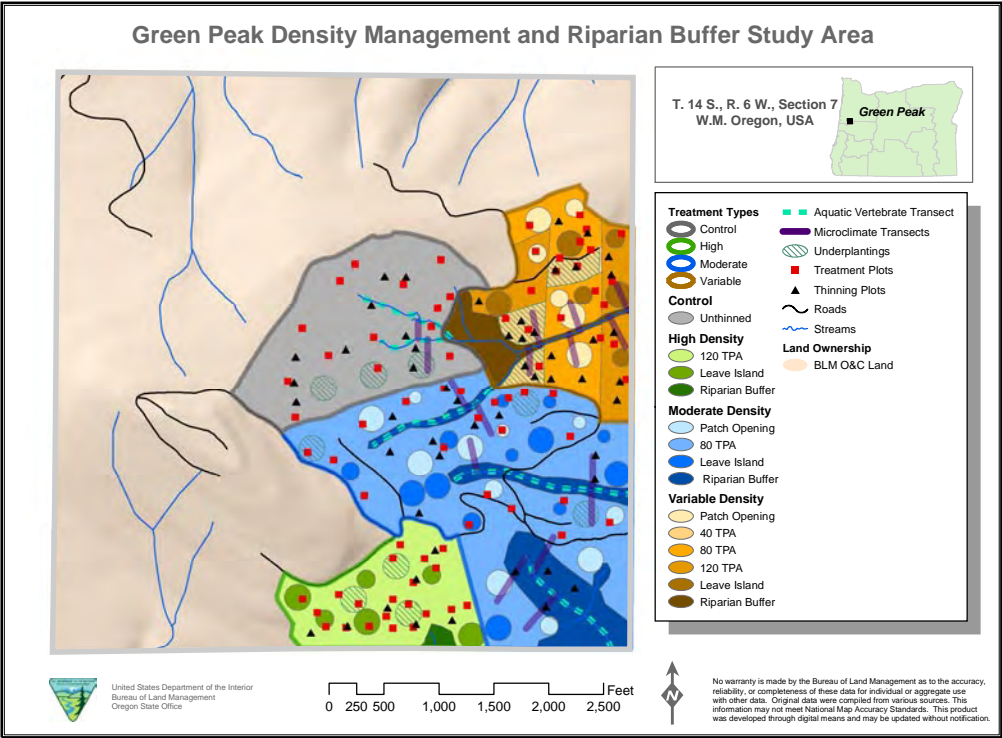 Green Peak Density Management and Riparian Buffer Study Area
T. 14 S., R. 6 W., Section 7
W.M. Oregon, USA
Green Peak
Treatment Types
Control
High
Moderate
Variable
Control
Unthinned
High Density
120 TPA
Leave Island
Riparian Buffer
Moderate Density
Patch Opening
80 TPA
Leave Island
Riparian Buffer
Variable Density
Patch Opening
40 TPA
80 TPA
120 TPA
Leave Island
Riparian Buffer
Aquatic Vertebrate Transect
Microclimate Transects
Underplantings
Treatment Plots
Thinning Plots
Roads
Streams
Land Ownership
BLM O&C Land
United States Department of the Interior
Bureau of Land Management
Oregon State Office
Feet
0 250 500 1,000 1,500 2,000 2,500
N
No warranty is made by the Bureau of Land Management as to the accuracy,
reliability, or completeness of these data for individual or aggregate use
with other data. Original data were compiled from various sources. This
information may not meet National Map Accuracy Standards. This product
was developed through digital means and may be updated without notification.